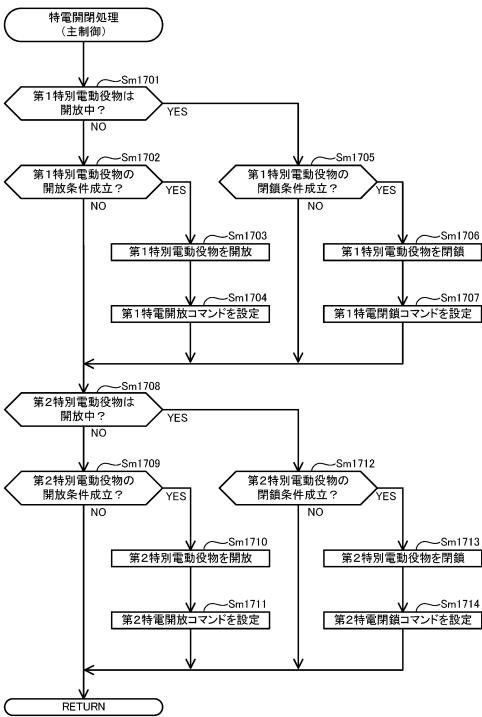 特電開閉処理
(主制御)
Sm1701
第1特別電動役物は
開放中？
YES
NO
Sm1702
第1特別電動役物の
開放条件成立？
YES
NO
Sm1705
第1特別電動役物の
閉鎖条件成立？
YES
NO
Sm1703
第1特別電動役物を開放
Sm1706
第1特別電動役物を閉鎖
Sm1704
第1特電開放コマンドを設定
Sm1707
第1特電閉鎖コマンドを設定
Sm1708
第2特別電動役物は
開放中？
YES
NO
Sm1709
第2特別電動役物の
開放条件成立？
YES
NO
Sm1712
第2特別電動役物の
閉鎖条件成立？
YES
NO
Sm1710
第2特別電動役物を開放
Sm1713
第2特別電動役物を閉鎖
Sm1711
第2特電開放コマンドを設定
Sm1714
第2特電閉鎖コマンドを設定
RETURN